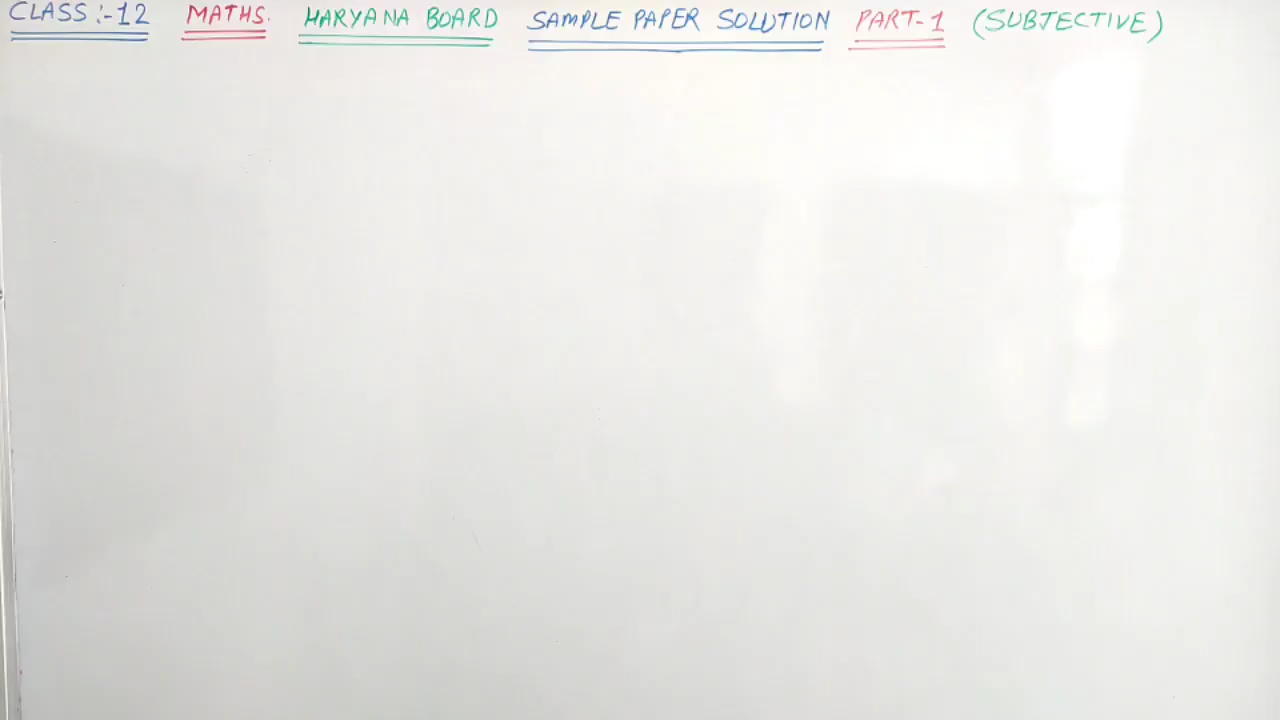 CLASS :- 12 MATHS. HARYANA BOARD SAMPLE PAPER SOLUTION PART-1 (SUBJECTIVE)